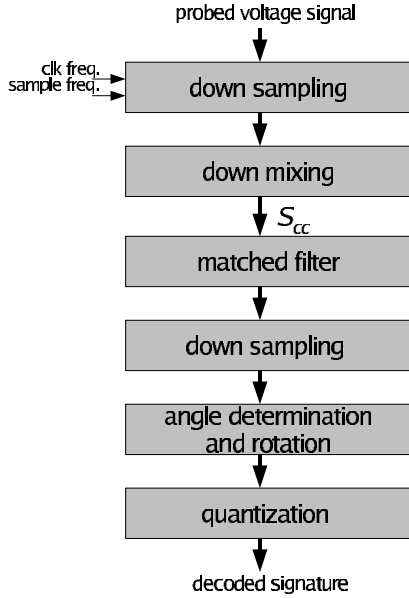 probed voltage signal
clk freq.
sample freq.
down sampling
down mixing
Scc
matched filter
down sampling
angle determination
and rotation
quantization
decoded signature